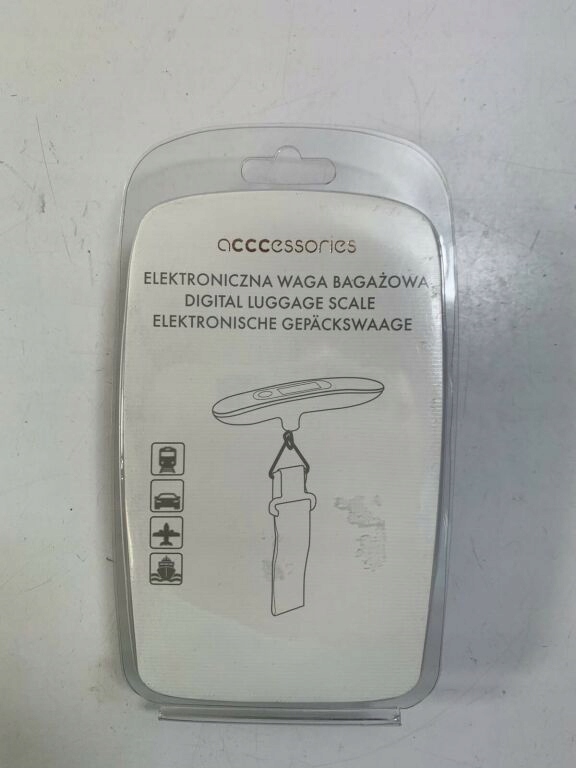 acccessories
ELEKTRONICZNA WAGA BAGAŻOWA
DIGITAL LUGGAGE SCALE
ELEKTRONISCHE GEPÄCKSWAAGE